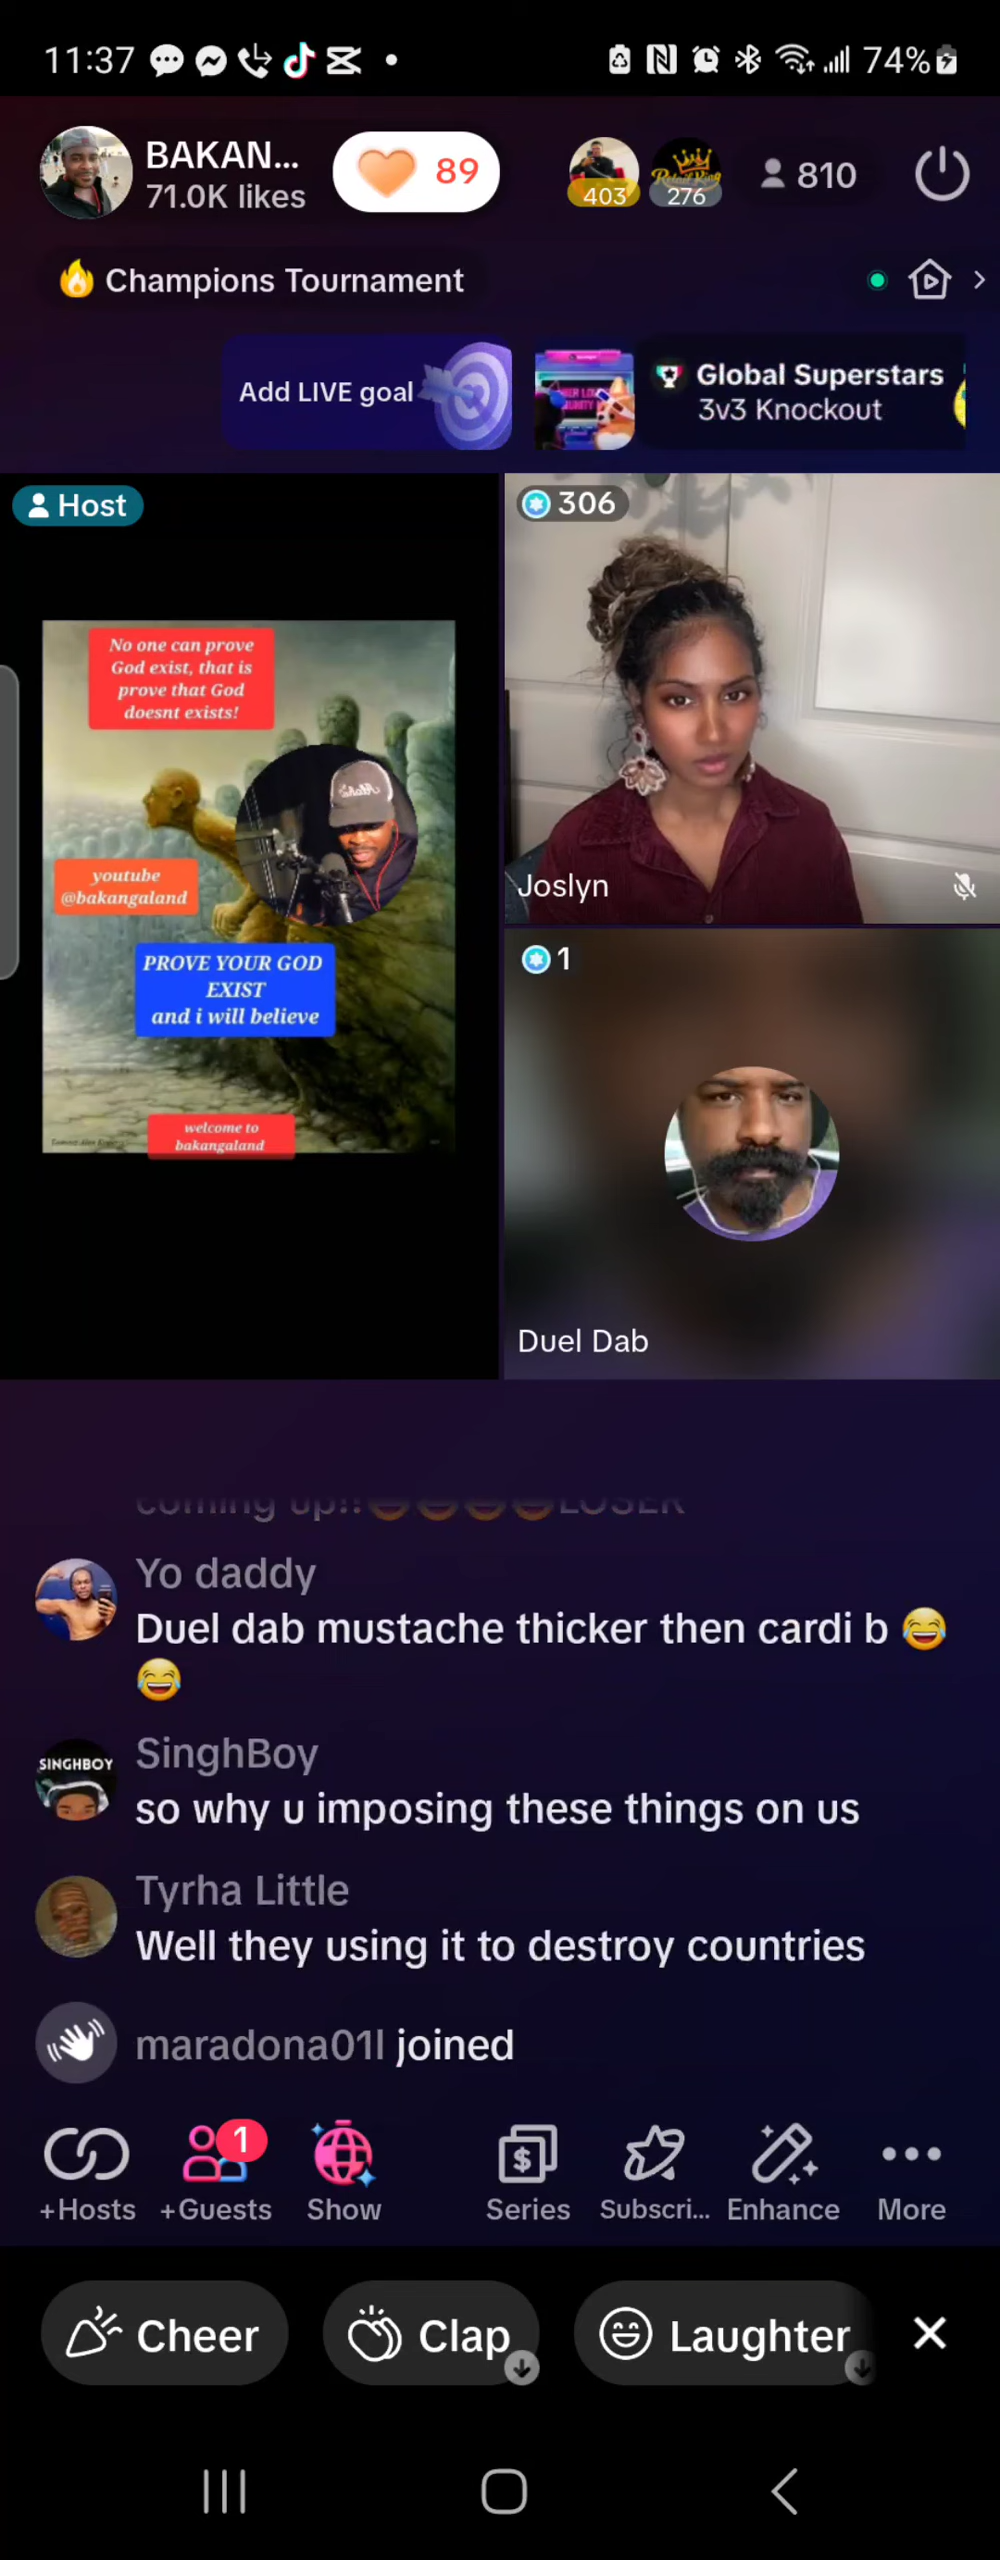 11:37
74%
BAKAN...
71.0K likes
89
403
276
810
Champions Tournament
Add LIVE goal
Global Superstars
3v3 Knockout
Host
No one can prove
God exist, that is
prove that God
doesnt exists!
youtube
@bakangaland
PROVE YOUR GOD
EXIST
and i will believe
welcome to
bakangaland
306
Joslyn
1
Duel Dab
coming up!!😂😂😂😂LOSER
Yo daddy
Duel dab mustache thicker then cardi b 😂
😂
SINGHBOY
SinghBoy
so why u imposing these things on us
Tyrha Little
Well they using it to destroy countries
maradona01l joined
1
+Hosts
+Guests
Show
Series
Subscri...
Enhance
More
Cheer
Clap
Laughter